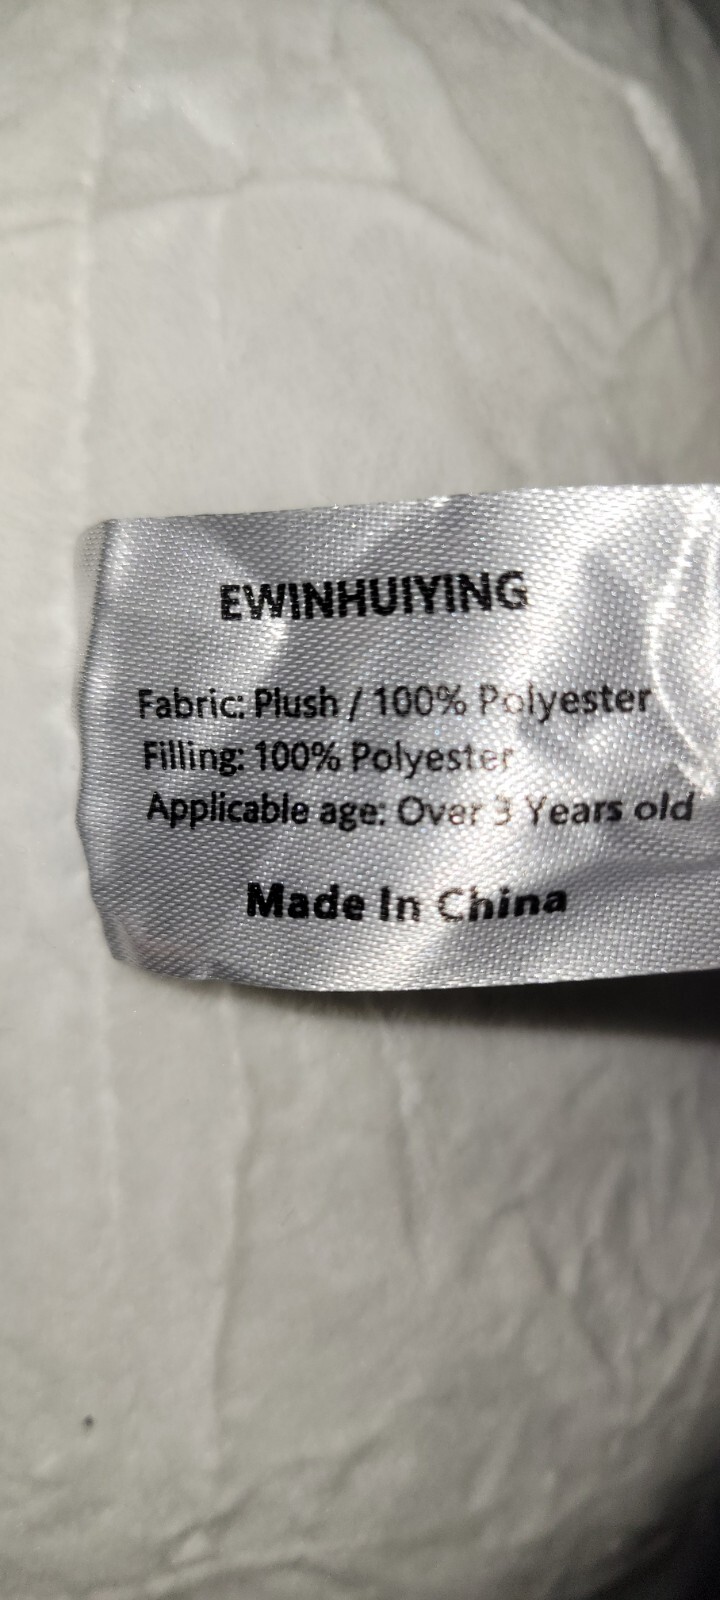 EWINHUIYING
Fabric: Plush / 100% Polyester
Filling: 100% Polyester
Applicable age: Over 3 Years old
Made In China